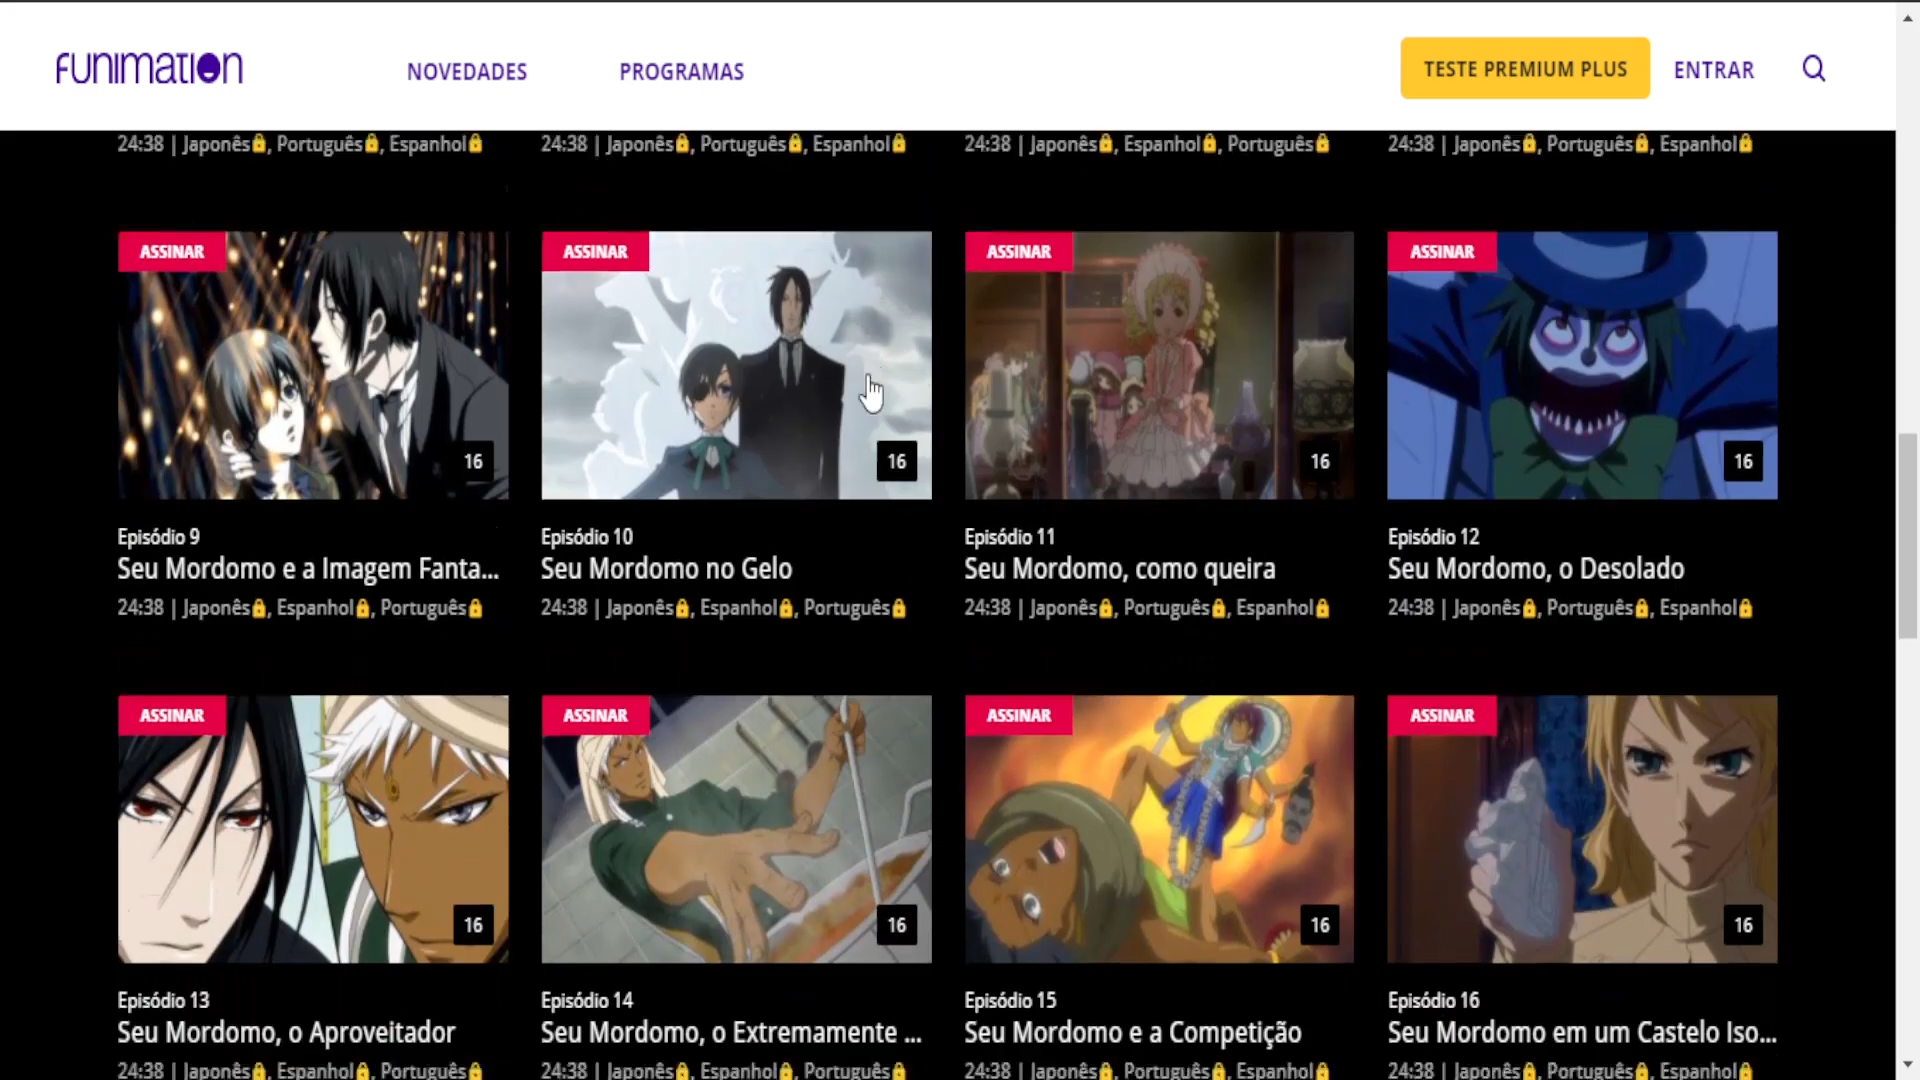 FUNIMATION
NOVEDADES
PROGRAMAS
TESTE PREMIUM PLUS
ENTRAR
24:38 | Japonês🔒, Português🔒, Espanhol🔒
24:38 | Japonês🔒, Português🔒, Espanhol🔒
24:38 | Japonês🔒, Espanhol🔒, Português🔒
24:38 | Japonês🔒, Português🔒, Espanhol🔒
ASSINAR
16
Episódio 9
Seu Mordomo e a Imagem Fanta...
24:38 | Japonês🔒, Espanhol🔒, Português🔒
ASSINAR
16
Episódio 10
Seu Mordomo no Gelo
24:38 | Japonês🔒, Espanhol🔒, Português🔒
ASSINAR
16
Episódio 11
Seu Mordomo, como queira
24:38 | Japonês🔒, Português🔒, Espanhol🔒
ASSINAR
16
Episódio 12
Seu Mordomo, o Desolado
24:38 | Japonês🔒, Português🔒, Espanhol🔒
ASSINAR
16
Episódio 13
Seu Mordomo, o Aproveitador
24:38 | Japonês🔒, Espanhol🔒, Português🔒
ASSINAR
16
Episódio 14
Seu Mordomo, o Extremamente ...
24:38 | Japonês🔒, Espanhol🔒, Português🔒
ASSINAR
16
Episódio 15
Seu Mordomo e a Competição
24:38 | Japonês🔒, Português🔒, Espanhol🔒
ASSINAR
16
Episódio 16
Seu Mordomo em um Castelo Iso...
24:38 | Japonês🔒, Português🔒, Espanhol🔒